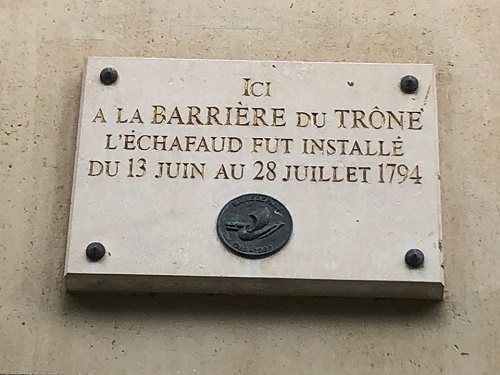 ICI
A LA BARRIÈRE DU TRÔNE
L'ÉCHAFAUD FUT INSTALLÉ
DU 13 JUIN AU 28 JUILLET 1794